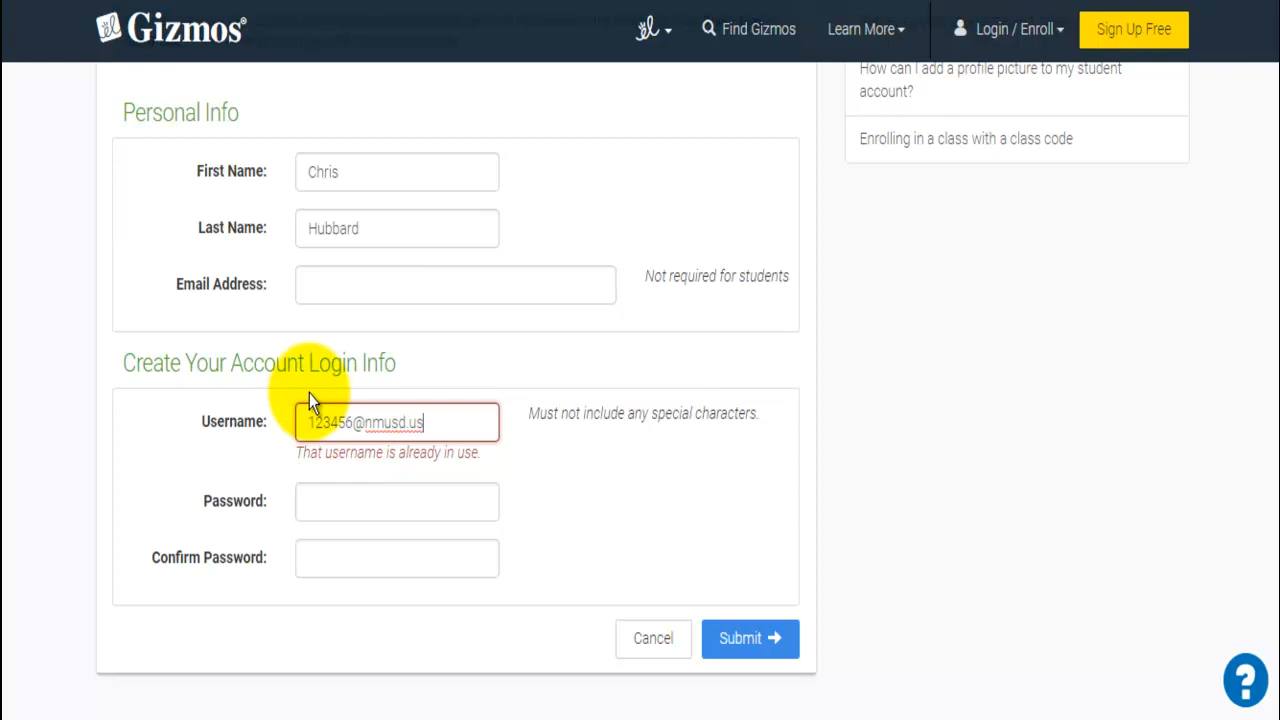 Gizmos®
Find Gizmos
Learn More
Login / Enroll
Sign Up Free
How can I add a profile picture to my student
account?
Enrolling in a class with a class code
Personal Info
First Name: Chris
Last Name: Hubbard
Email Address: Not required for students
Create Your Account Login Info
Username: 123456@nmusd.us Must not include any special characters.
That username is already in use.
Password:
Confirm Password:
Cancel Submit
?